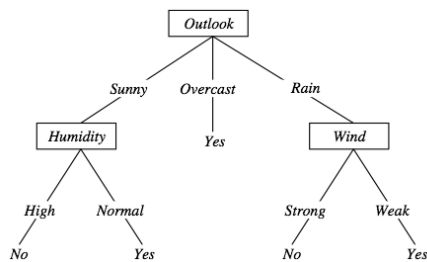 Outlook
Sunny Overcast Rain
Humidity Yes Wind
High Normal Strong Weak
No Yes No Yes